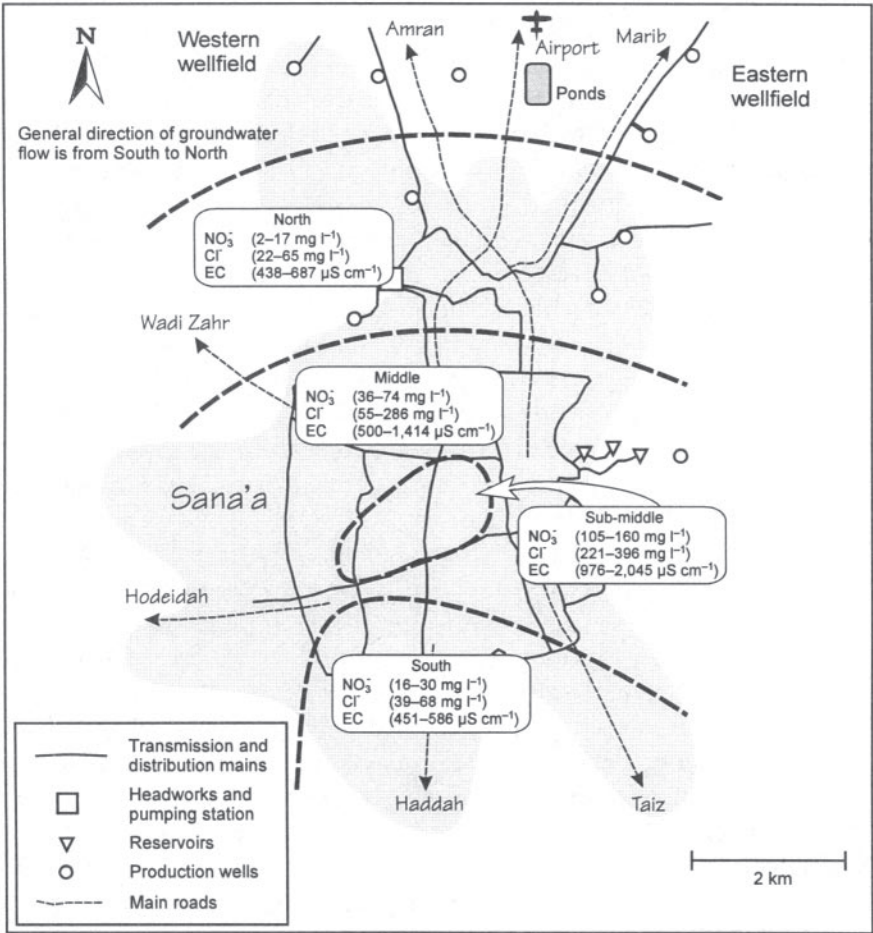 N
Western
wellfield
Amran
Airport
Marib
Ponds
Eastern
wellfield
General direction of groundwater
flow is from South to North
North
NO₃⁻ (2–17 mg l⁻¹)
Cl⁻ (22–65 mg l⁻¹)
EC (438–687 µS cm⁻¹)
Wadi Zahr
Middle
NO₃⁻ (36–74 mg l⁻¹)
Cl⁻ (55–286 mg l⁻¹)
EC (500–1,414 µS cm⁻¹)
Sana'a
Sub-middle
NO₃⁻ (105–160 mg l⁻¹)
Cl⁻ (221–396 mg l⁻¹)
EC (976–2,045 µS cm⁻¹)
Hodeidah
South
NO₃⁻ (16–30 mg l⁻¹)
Cl⁻ (39–68 mg l⁻¹)
EC (451–586 µS cm⁻¹)
Haddah
Taiz
Transmission and
distribution mains
Headworks and
pumping station
Reservoirs
Production wells
Main roads
2 km